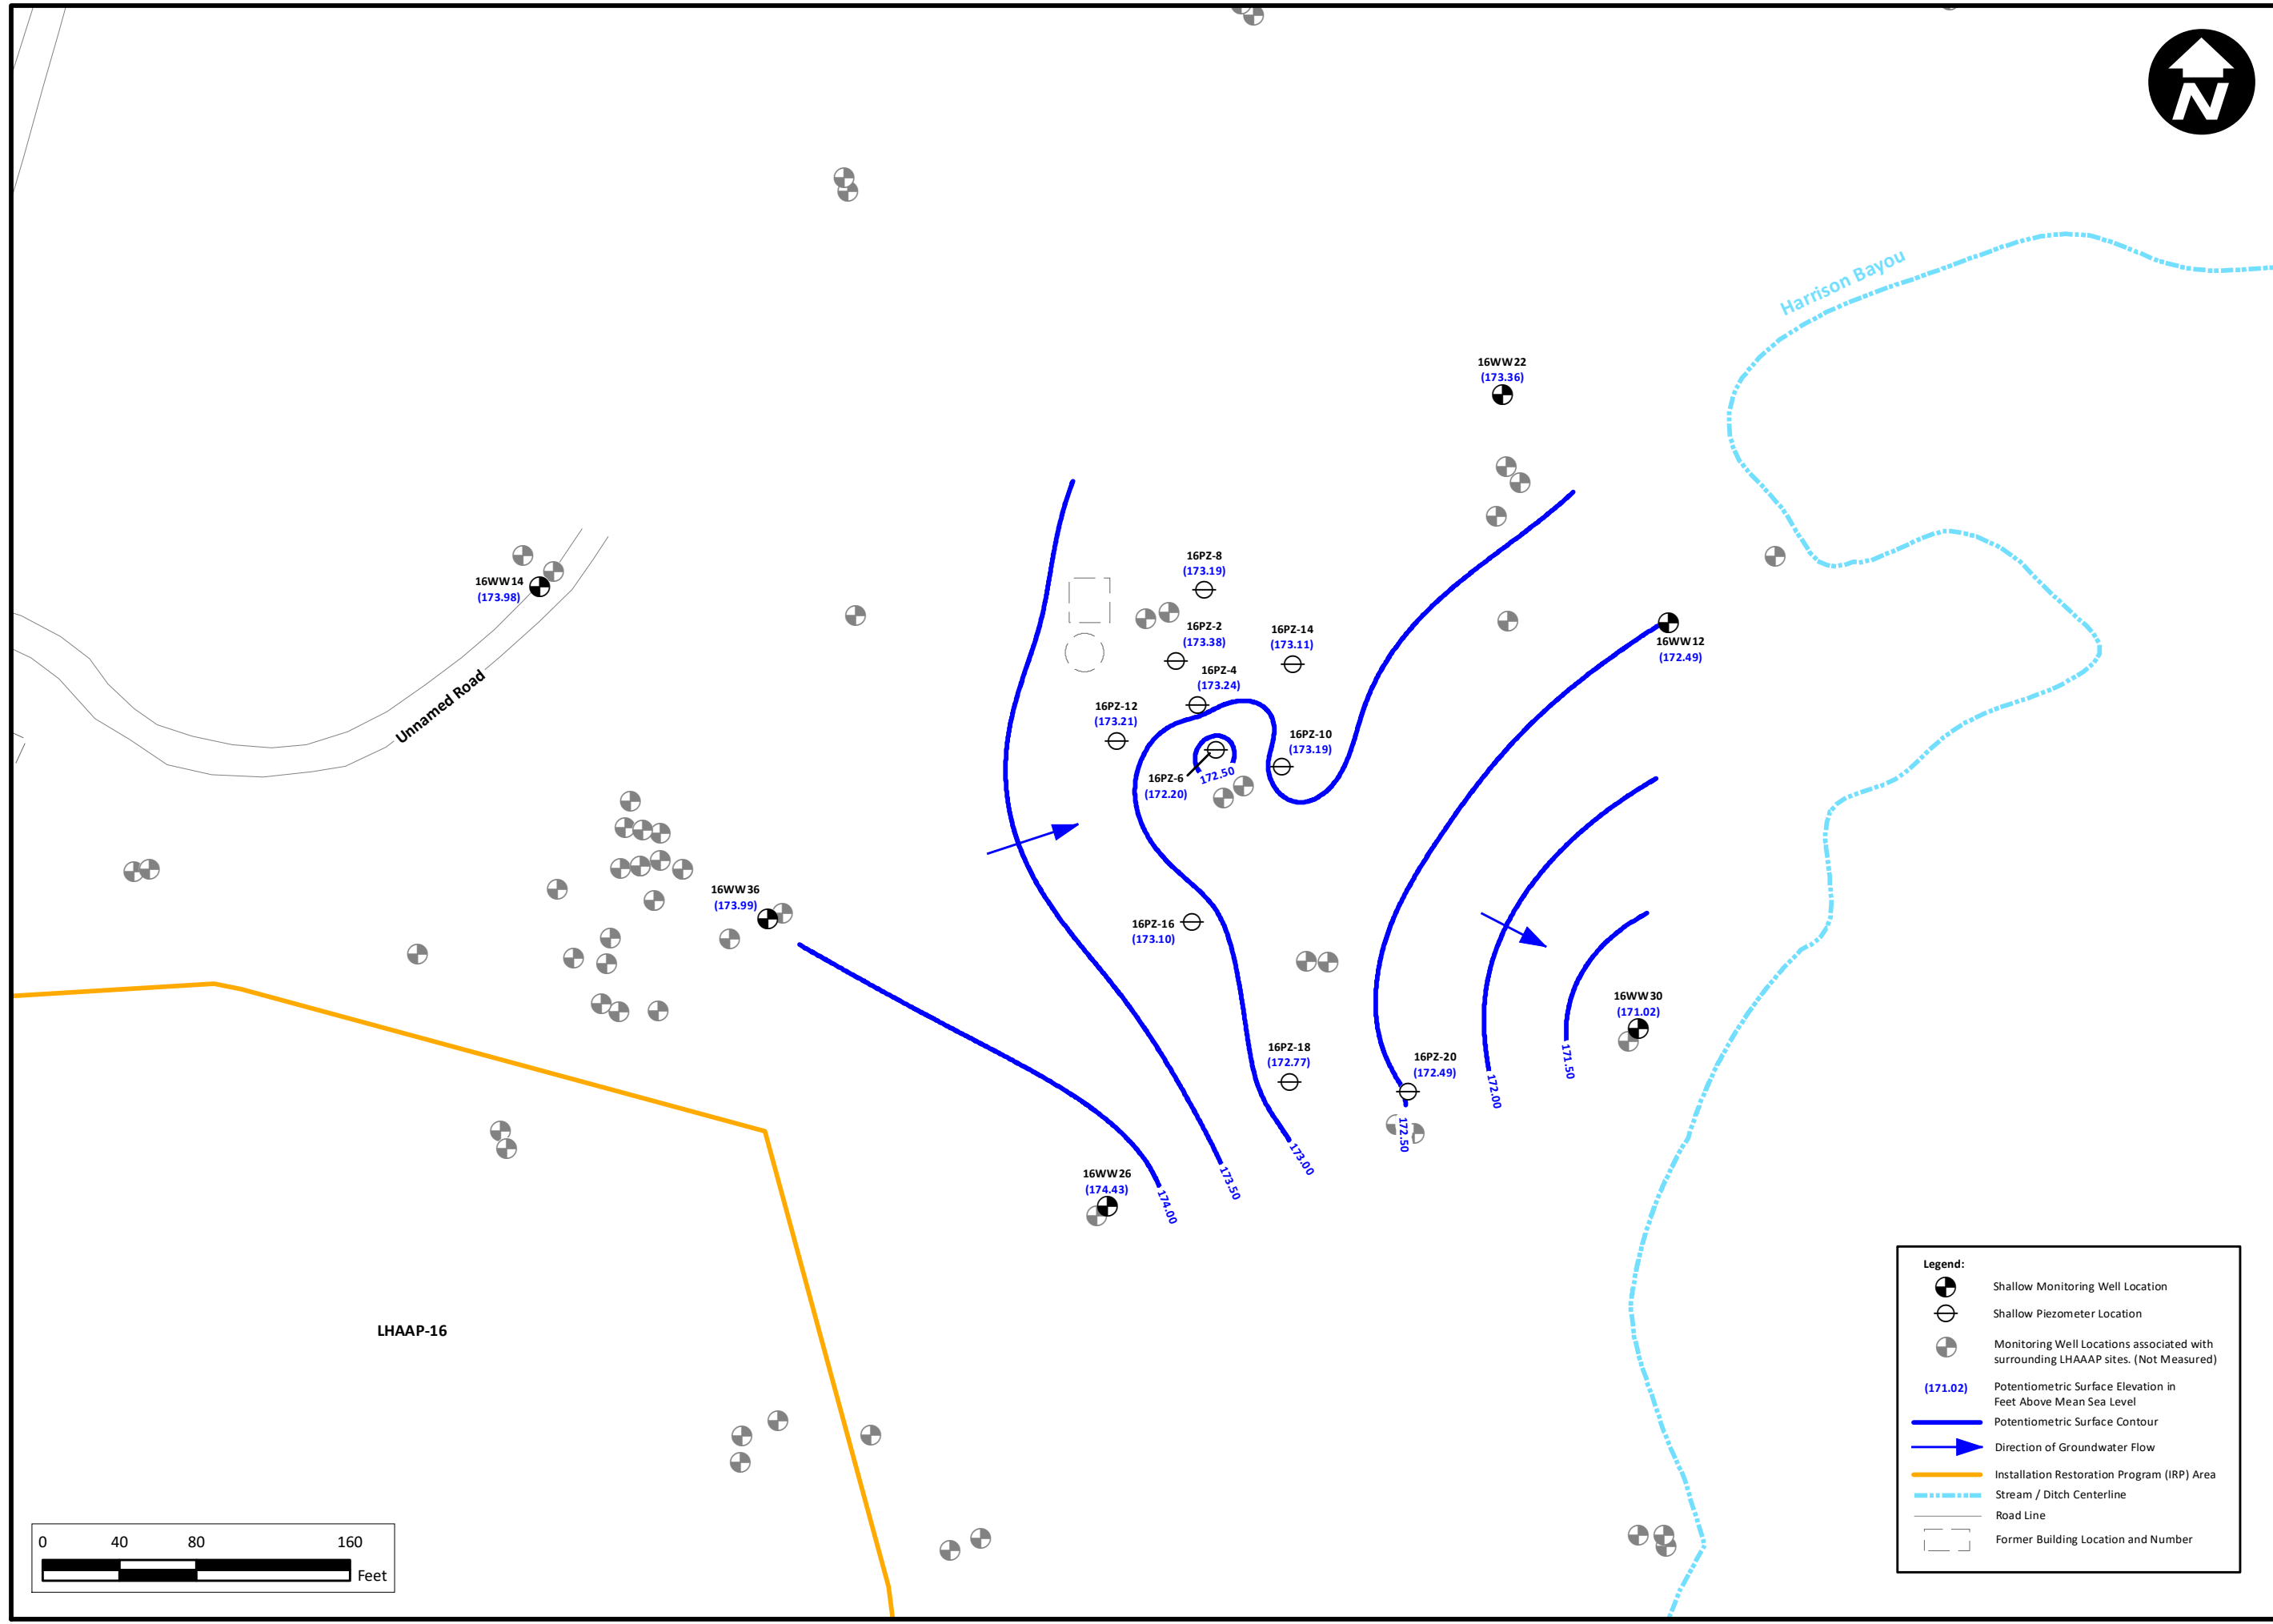 N
Harrison Bayou
16WW22
(173.36)
16PZ-8
(173.19)
16WW14
(173.98)
16PZ-2
(173.38)
16PZ-14
(173.11)
16WW12
(172.49)
16PZ-4
(173.24)
Unnamed Road
16PZ-12
(173.21)
16PZ-10
(173.19)
16PZ-6
(172.20)
172.50
16WW36
(173.99)
16PZ-16
(173.10)
16WW30
(171.02)
16PZ-18
(172.77)
16PZ-20
(172.49)
171.50
172.00
172.50
173.00
173.50
174.00
16WW26
(174.43)
LHAAP-16
Legend:
Shallow Monitoring Well Location
Shallow Piezometer Location
Monitoring Well Locations associated with
surrounding LHAAAP sites. (Not Measured)
(171.02)
Potentiometric Surface Elevation in
Feet Above Mean Sea Level
Potentiometric Surface Contour
Direction of Groundwater Flow
Installation Restoration Program (IRP) Area
Stream / Ditch Centerline
Road Line
Former Building Location and Number
0 40 80 160
Feet